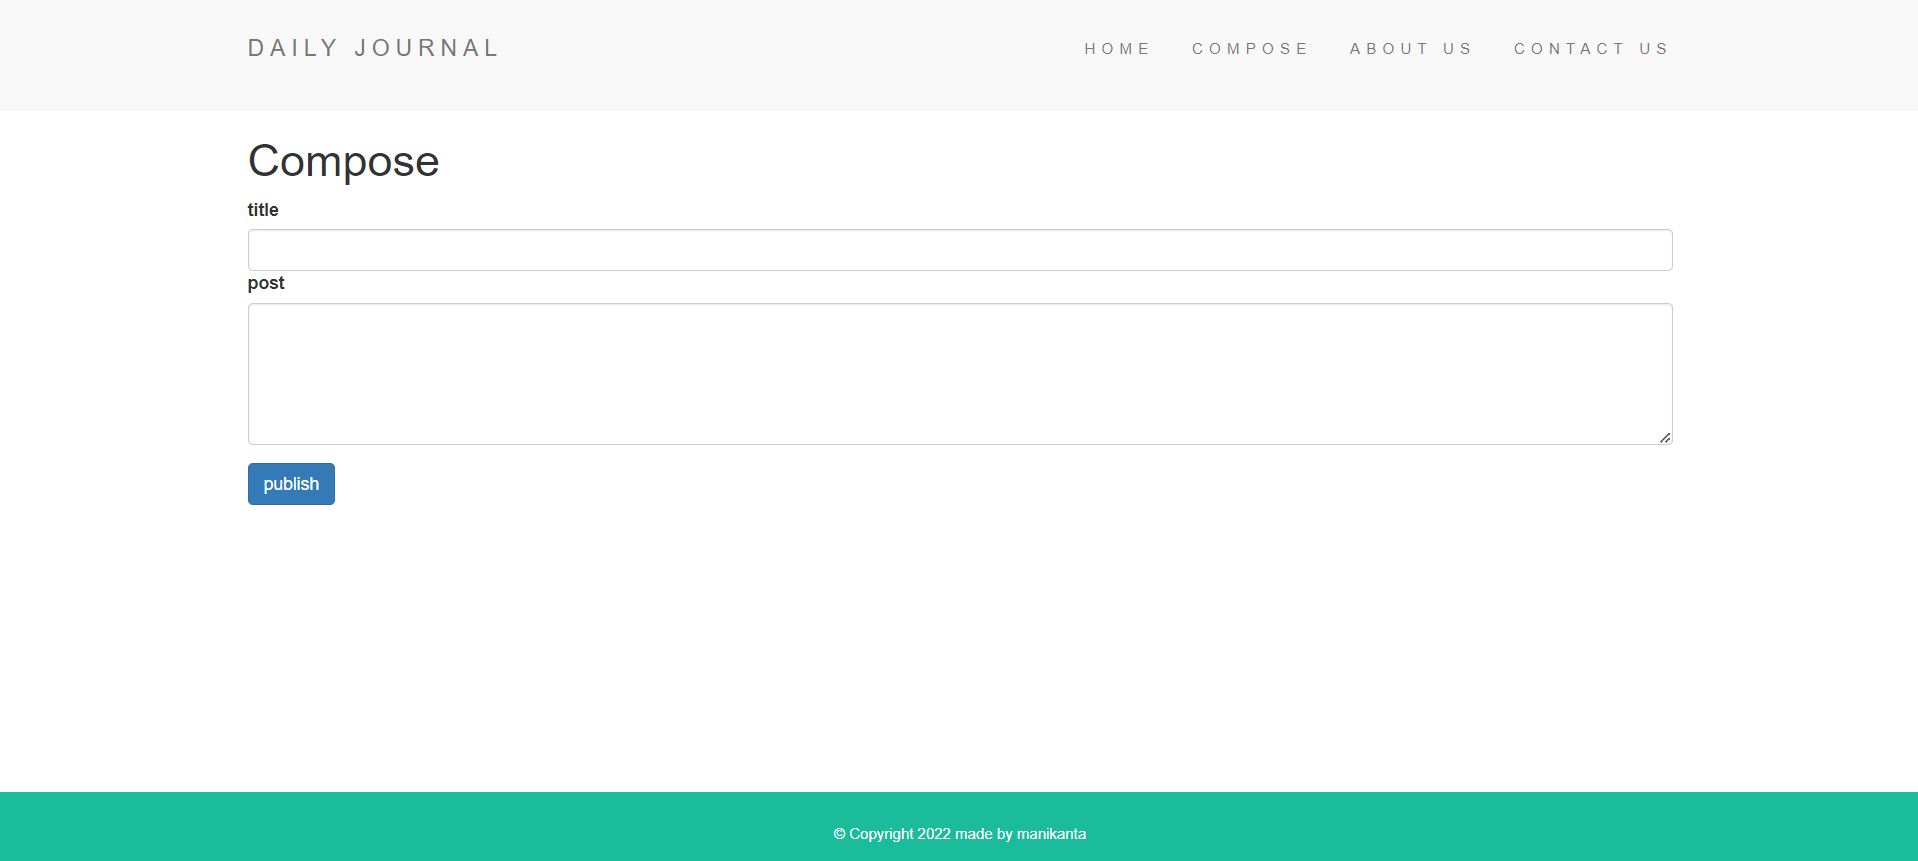 DAILY JOURNAL
HOME COMPOSE ABOUT US CONTACT US
Compose
title
post
publish
© Copyright 2022 made by manikanta